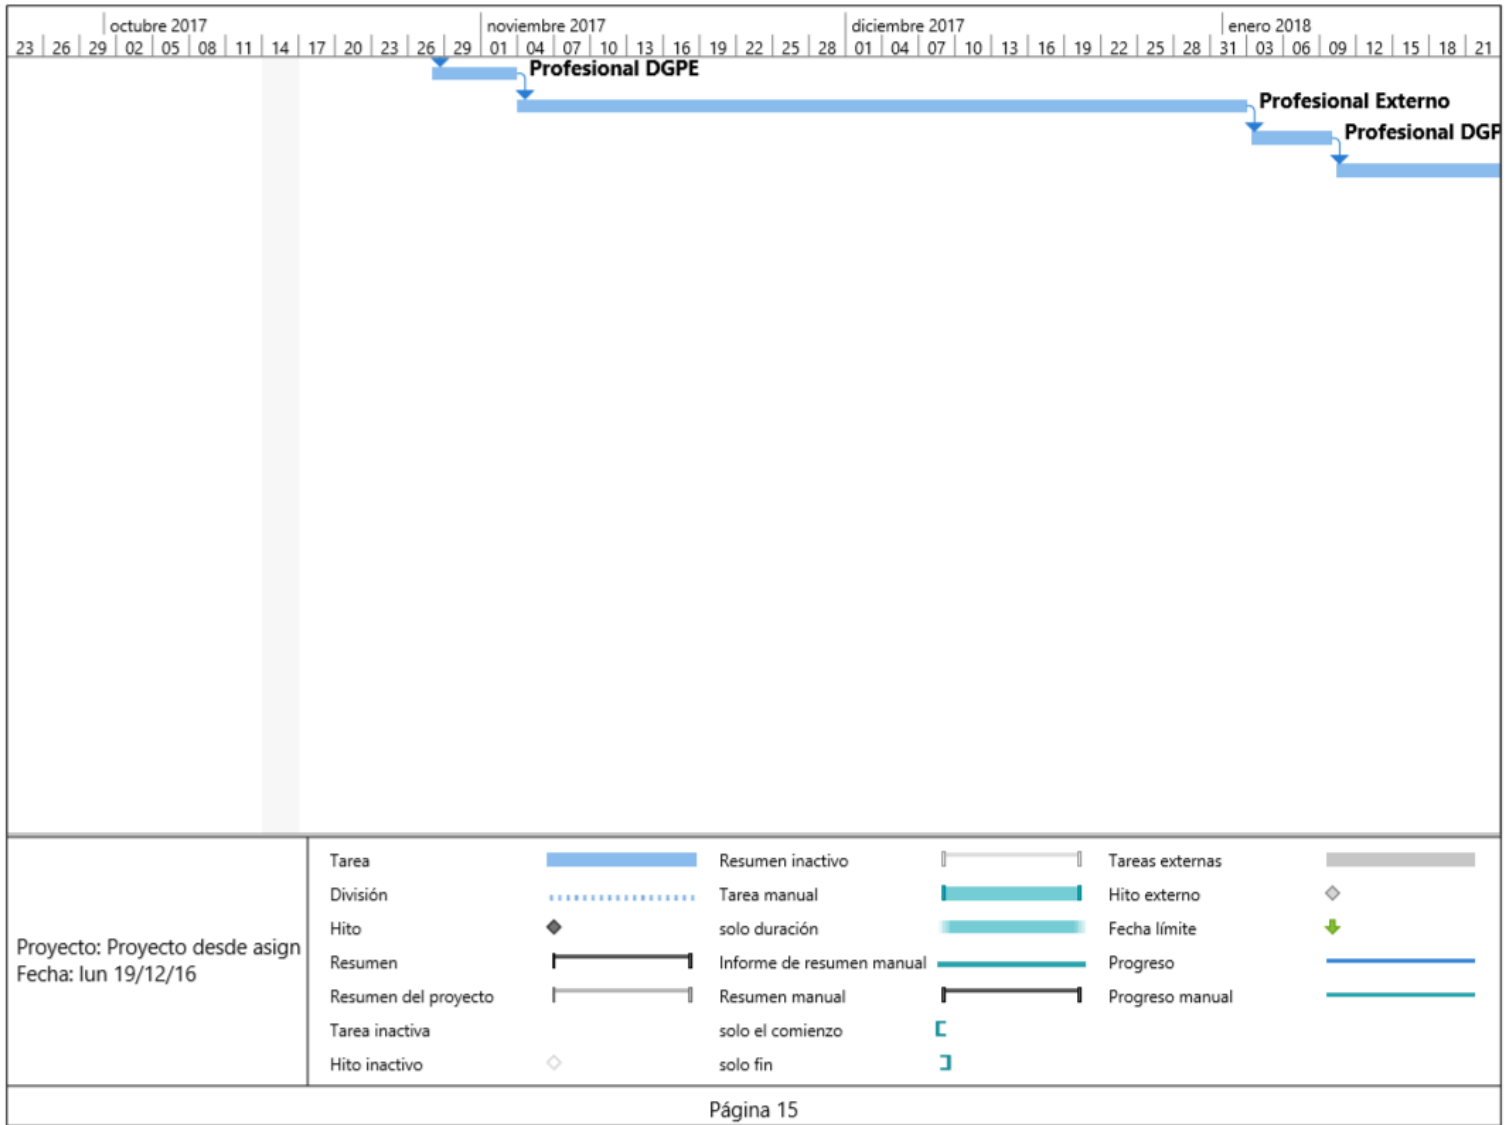 octubre 2017 noviembre 2017 diciembre 2017 enero 2018
23 26 29 02 05 08 11 14 17 20 23 26 29 01 04 07 10 13 16 19 22 25 28 01 04 07 10 13 16 19 22 25 28 31 03 06 09 12 15 18 21
Profesional DGPE
Profesional Externo
Profesional DGP
Tarea Resumen inactivo Tareas externas
División Tarea manual Hito externo
Hito solo duración Fecha límite
Proyecto: Proyecto desde asign
Fecha: lun 19/12/16
Resumen Informe de resumen manual Progreso
Resumen del proyecto Resumen manual Progreso manual
Tarea inactiva solo el comienzo
Hito inactivo solo fin
Página 15